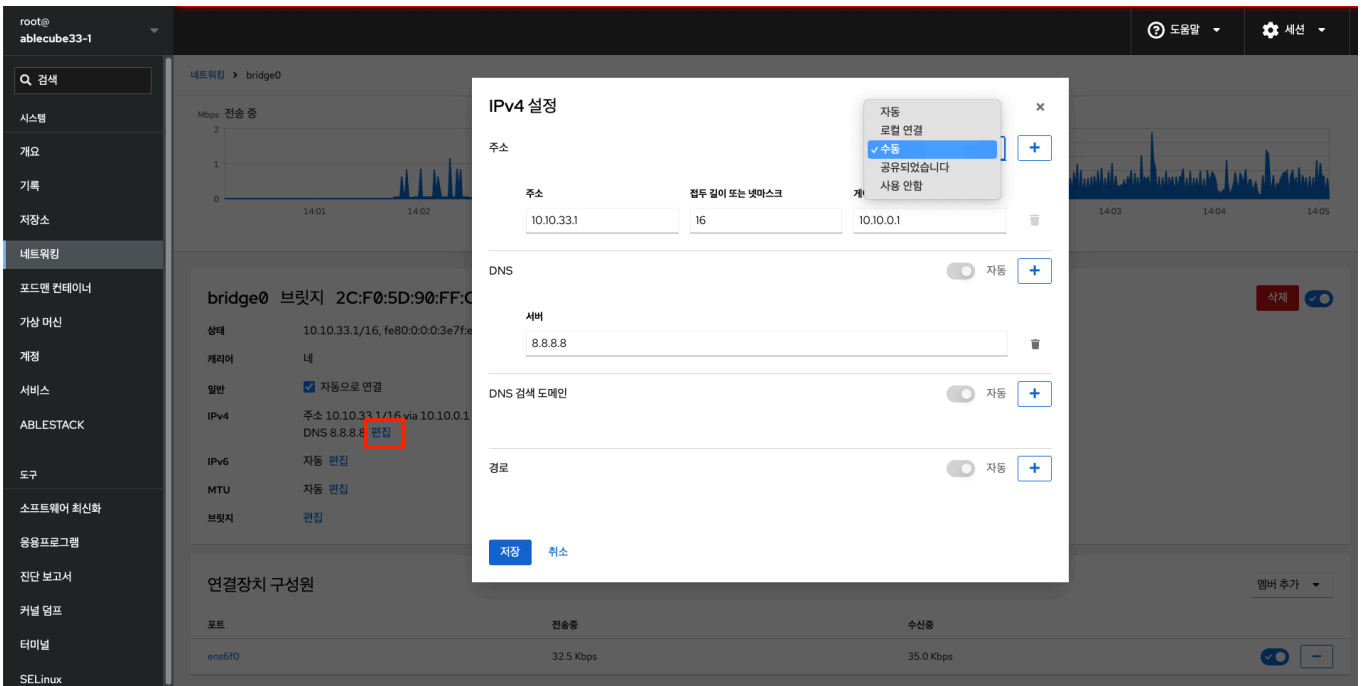 root@
ablecube33-1
도움말
세션
검색
시스템
개요
기록
저장소
네트워킹
포드맨 컨테이너
가상 머신
계정
서비스
ABLESTACK
도구
소프트웨어 최신화
응용프로그램
진단 보고서
커널 덤프
터미널
SELinux
네트워킹 > bridge0
Mbps 전송 중
2
1
0
14:01
14:02
14:03
14:04
14:05
bridge0 브릿지 2C:F0:5D:90:FF:
삭제
상태 10.10.33.1/16, fe80:0:0:0:3e7f:e
캐리어 네
일반 자동으로 연결
IPv4 주소 10.10.33.1/16 via 10.10.0.1
DNS 8.8.8.8 편집
IPv6 자동 편집
MTU 자동 편집
브릿지 편집
연결장치 구성원
멤버 추가
포트 전송중 수신중
ens6f0 32.5 Kbps 35.0 Kbps
IPv4 설정
×
주소
자동
로컬 연결
✓ 수동
공유되었습니다
사용 안함
+
주소 접두 길이 또는 넷마스크
10.10.33.1 16 10.10.0.1
DNS 자동 +
서버
8.8.8.8
DNS 검색 도메인 자동 +
경로 자동 +
저장 취소